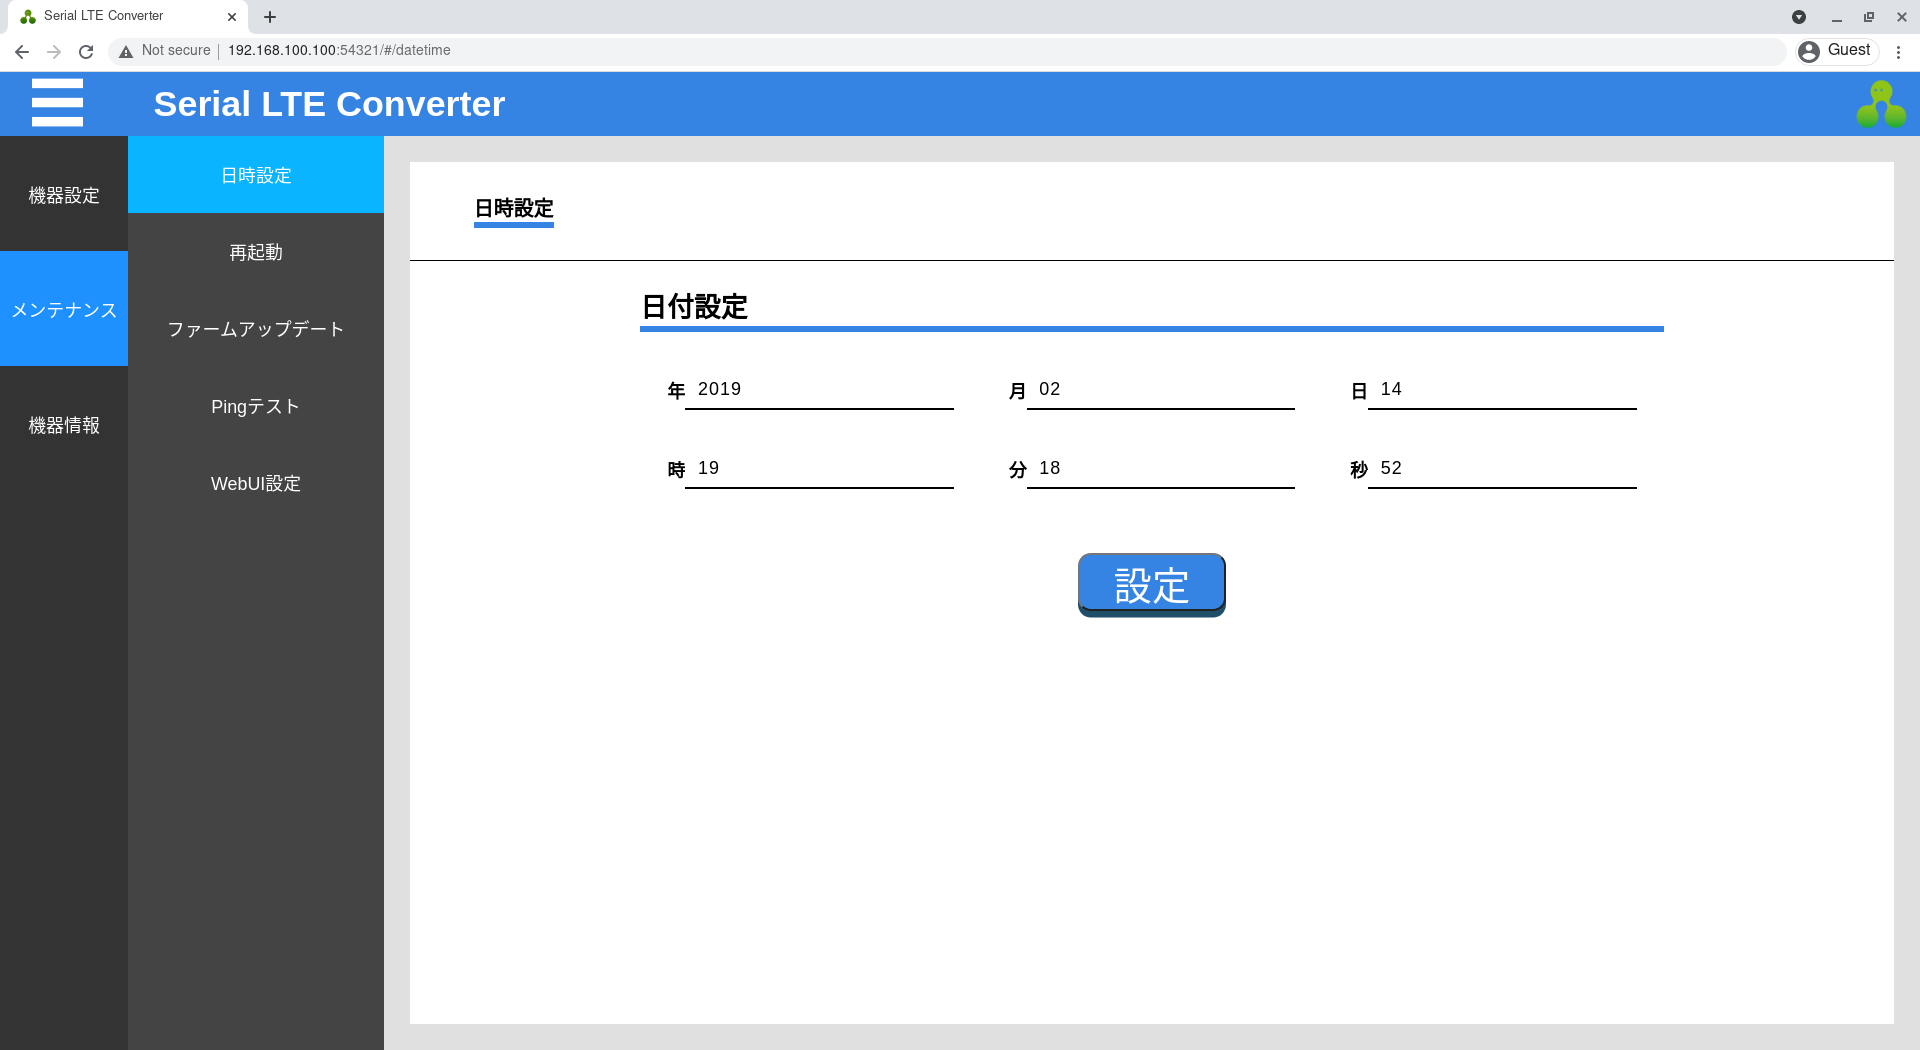 Serial LTE Converter
Not secure
192.168.100.100:54321/#/datetime
Guest
Serial LTE Converter
機器設定
メンテナンス
機器情報
日時設定
再起動
ファームアップデート
Pingテスト
WebUI設定
日時設定
日付設定
年 2019 月 02 日 14
時 19 分 18 秒 52
設定